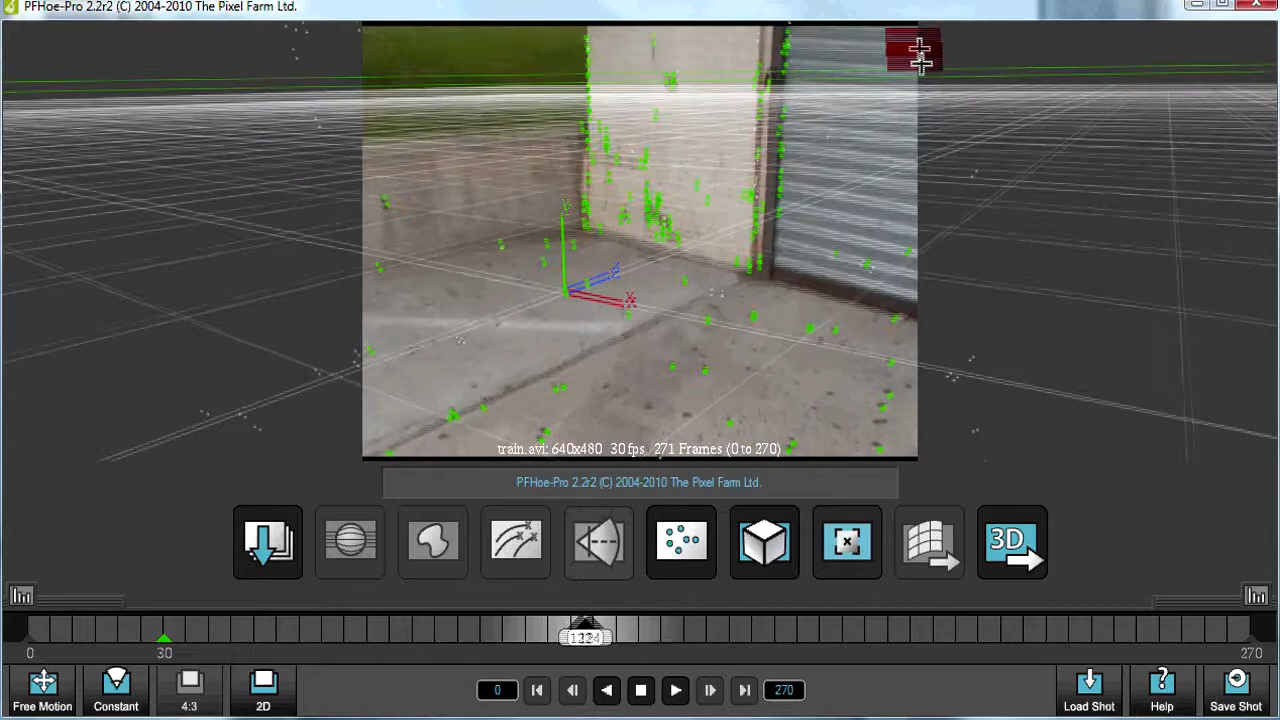 PFHoe-Pro 2.2r2 (C) 2004-2010 The Pixel Farm Ltd.
Y
Z
X
train.avi: 640x480 30 fps 271 Frames (0 to 270)
PFHoe-Pro 2.2r2 (C) 2004-2010 The Pixel Farm Ltd.
3D
0
30
270
Free Motion
Constant
4:3
2D
0
270
Load Shot
Help
Save Shot